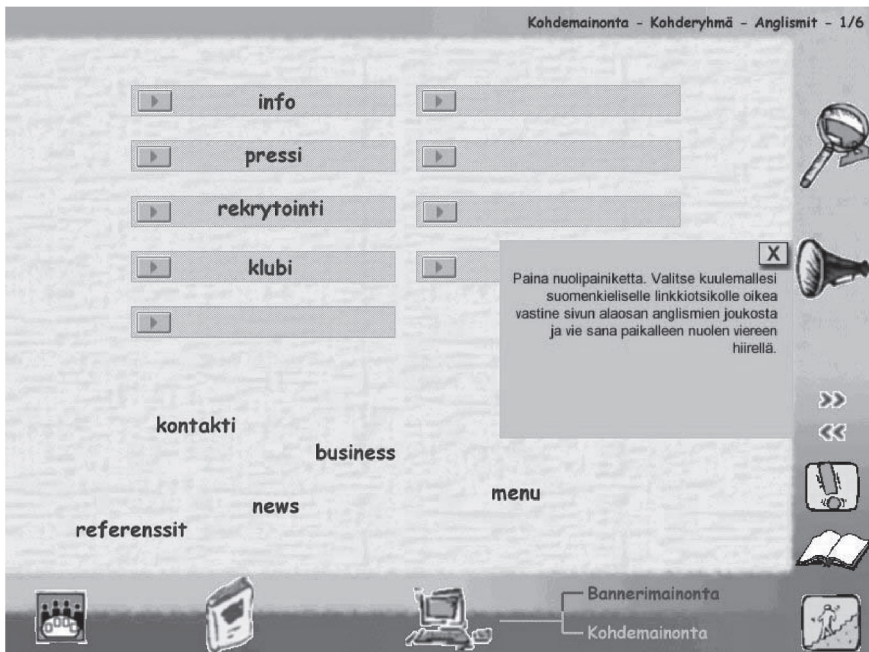 Kohdemainonta - Kohderyhmä - Anglismit - 1/6
info
pressi
rekrytointi
klubi
X
Paina nuolipainiketta. Valitse kuulemallesi
suomenkieliselle linkkiotsikolle oikea
vastine sivun alaosan anglismien joukosta
ja vie sana paikalleen nuolen viereen
hiirellä.
kontakti
business
menu
news
referenssit
Bannerimainonta
Kohdemainonta